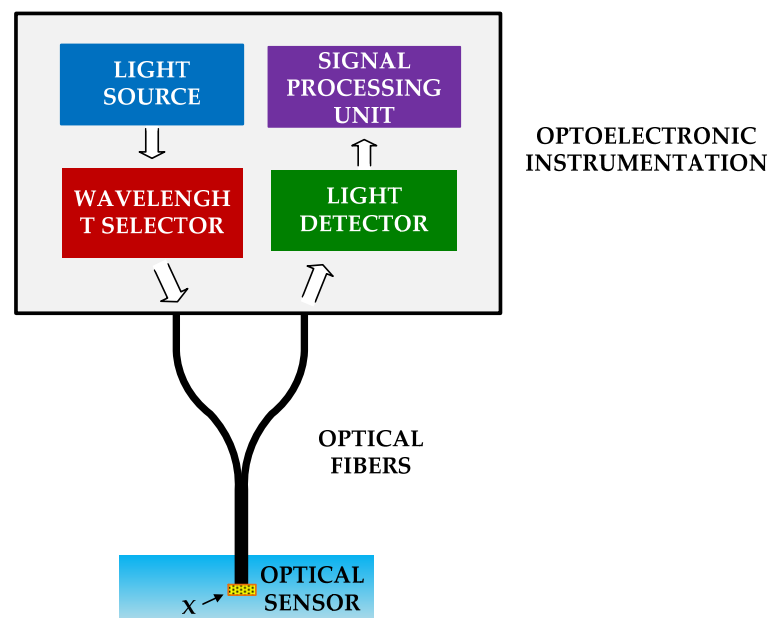 LIGHT
SOURCE
SIGNAL
PROCESSING
UNIT
WAVELENGH
T SELECTOR
LIGHT
DETECTOR
OPTOELECTRONIC
INSTRUMENTATION
OPTICAL
FIBERS
OPTICAL
SENSOR
X